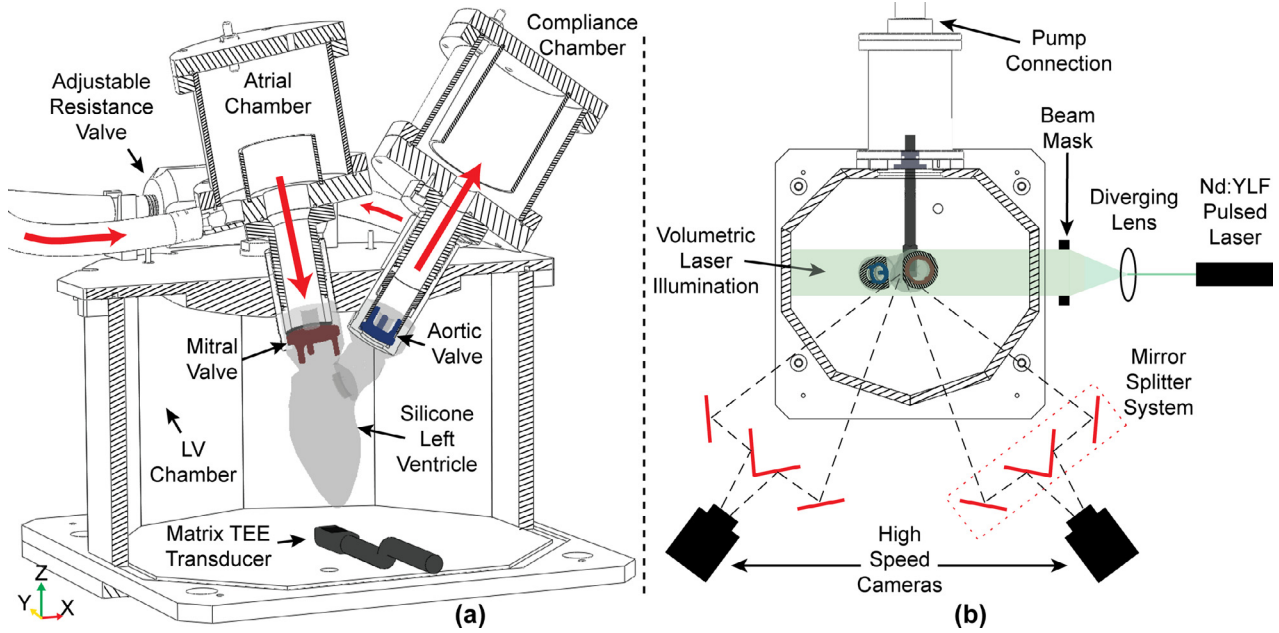 Compliance
Chamber
Adjustable
Resistance
Valve
Atrial
Chamber
Mitral
Valve
Aortic
Valve
LV
Chamber
Silicone
Left
Ventricle
Matrix TEE
Transducer
Z
Y
X
(a)
Pump
Connection
Beam
Mask
Diverging
Lens
Nd:YLF
Pulsed
Laser
Volumetric
Laser
Illumination
Mirror
Splitter
System
High
Speed
Cameras
(b)